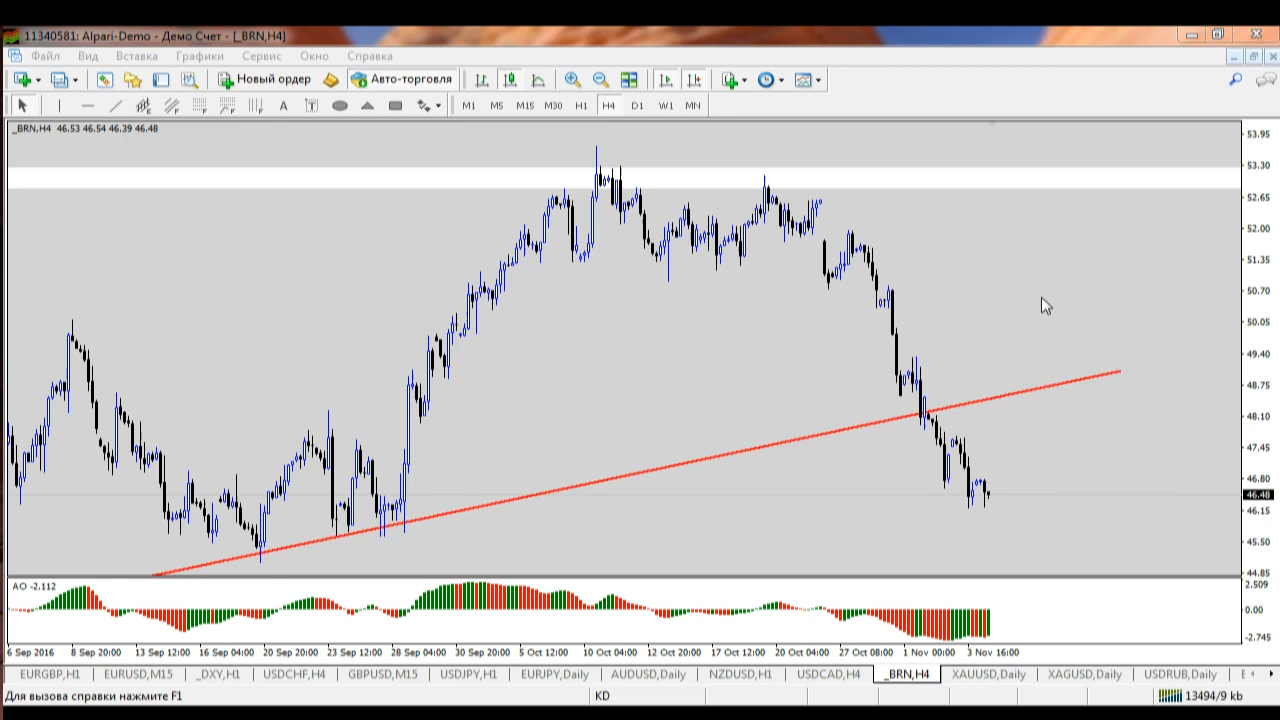 11340581: Alpari-Demo - Демо Счет - [_BRN,H4]
Файл Вид Вставка Графики Сервис Окно Справка
Новый ордер Авто-торговля
A T M1 M5 M15 M30 H1 H4 D1 W1 MN
_BRN,H4 46.53 46.54 46.39 46.48
53.95
53.30
52.65
52.00
51.35
50.70
50.05
49.40
48.75
48.10
47.45
46.80
46.48
46.15
45.50
44.85
AO -2.112
2.509
0.00
-2.745
6 Sep 2016 8 Sep 20:00 13 Sep 12:00 16 Sep 04:00 20 Sep 20:00 23 Sep 12:00 28 Sep 04:00 30 Sep 20:00 5 Oct 12:00 10 Oct 04:00 12 Oct 20:00 17 Oct 12:00 20 Oct 04:00 27 Oct 08:00 1 Nov 00:00 3 Nov 16:00
EURGBP,H1 EURUSD,M15 _DXY,H1 USDCHF,H4 GBPUSD,M15 USDJPY,H1 EURJPY,Daily AUDUSD,Daily NZDUSD,H1 USDCAD,H4 _BRN,H4 XAUUSD,Daily XAGUSD,Daily USDRUB,Daily E
Для вызова справки нажмите F1 KD 13494/9 kb